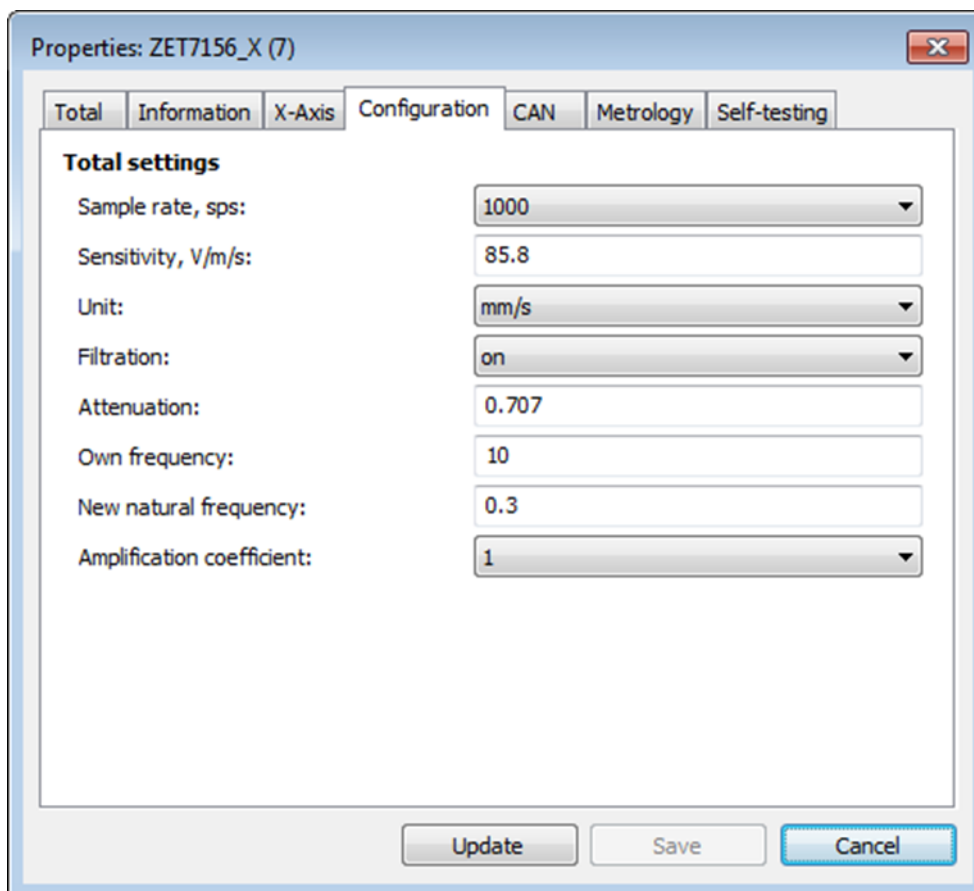 Properties: ZET7156_X (7)
Total Information X-Axis Configuration CAN Metrology Self-testing
Total settings
Sample rate, sps: 1000
Sensitivity, V/m/s: 85.8
Unit: mm/s
Filtration: on
Attenuation: 0.707
Own frequency: 10
New natural frequency: 0.3
Amplification coefficient: 1
Update Save Cancel